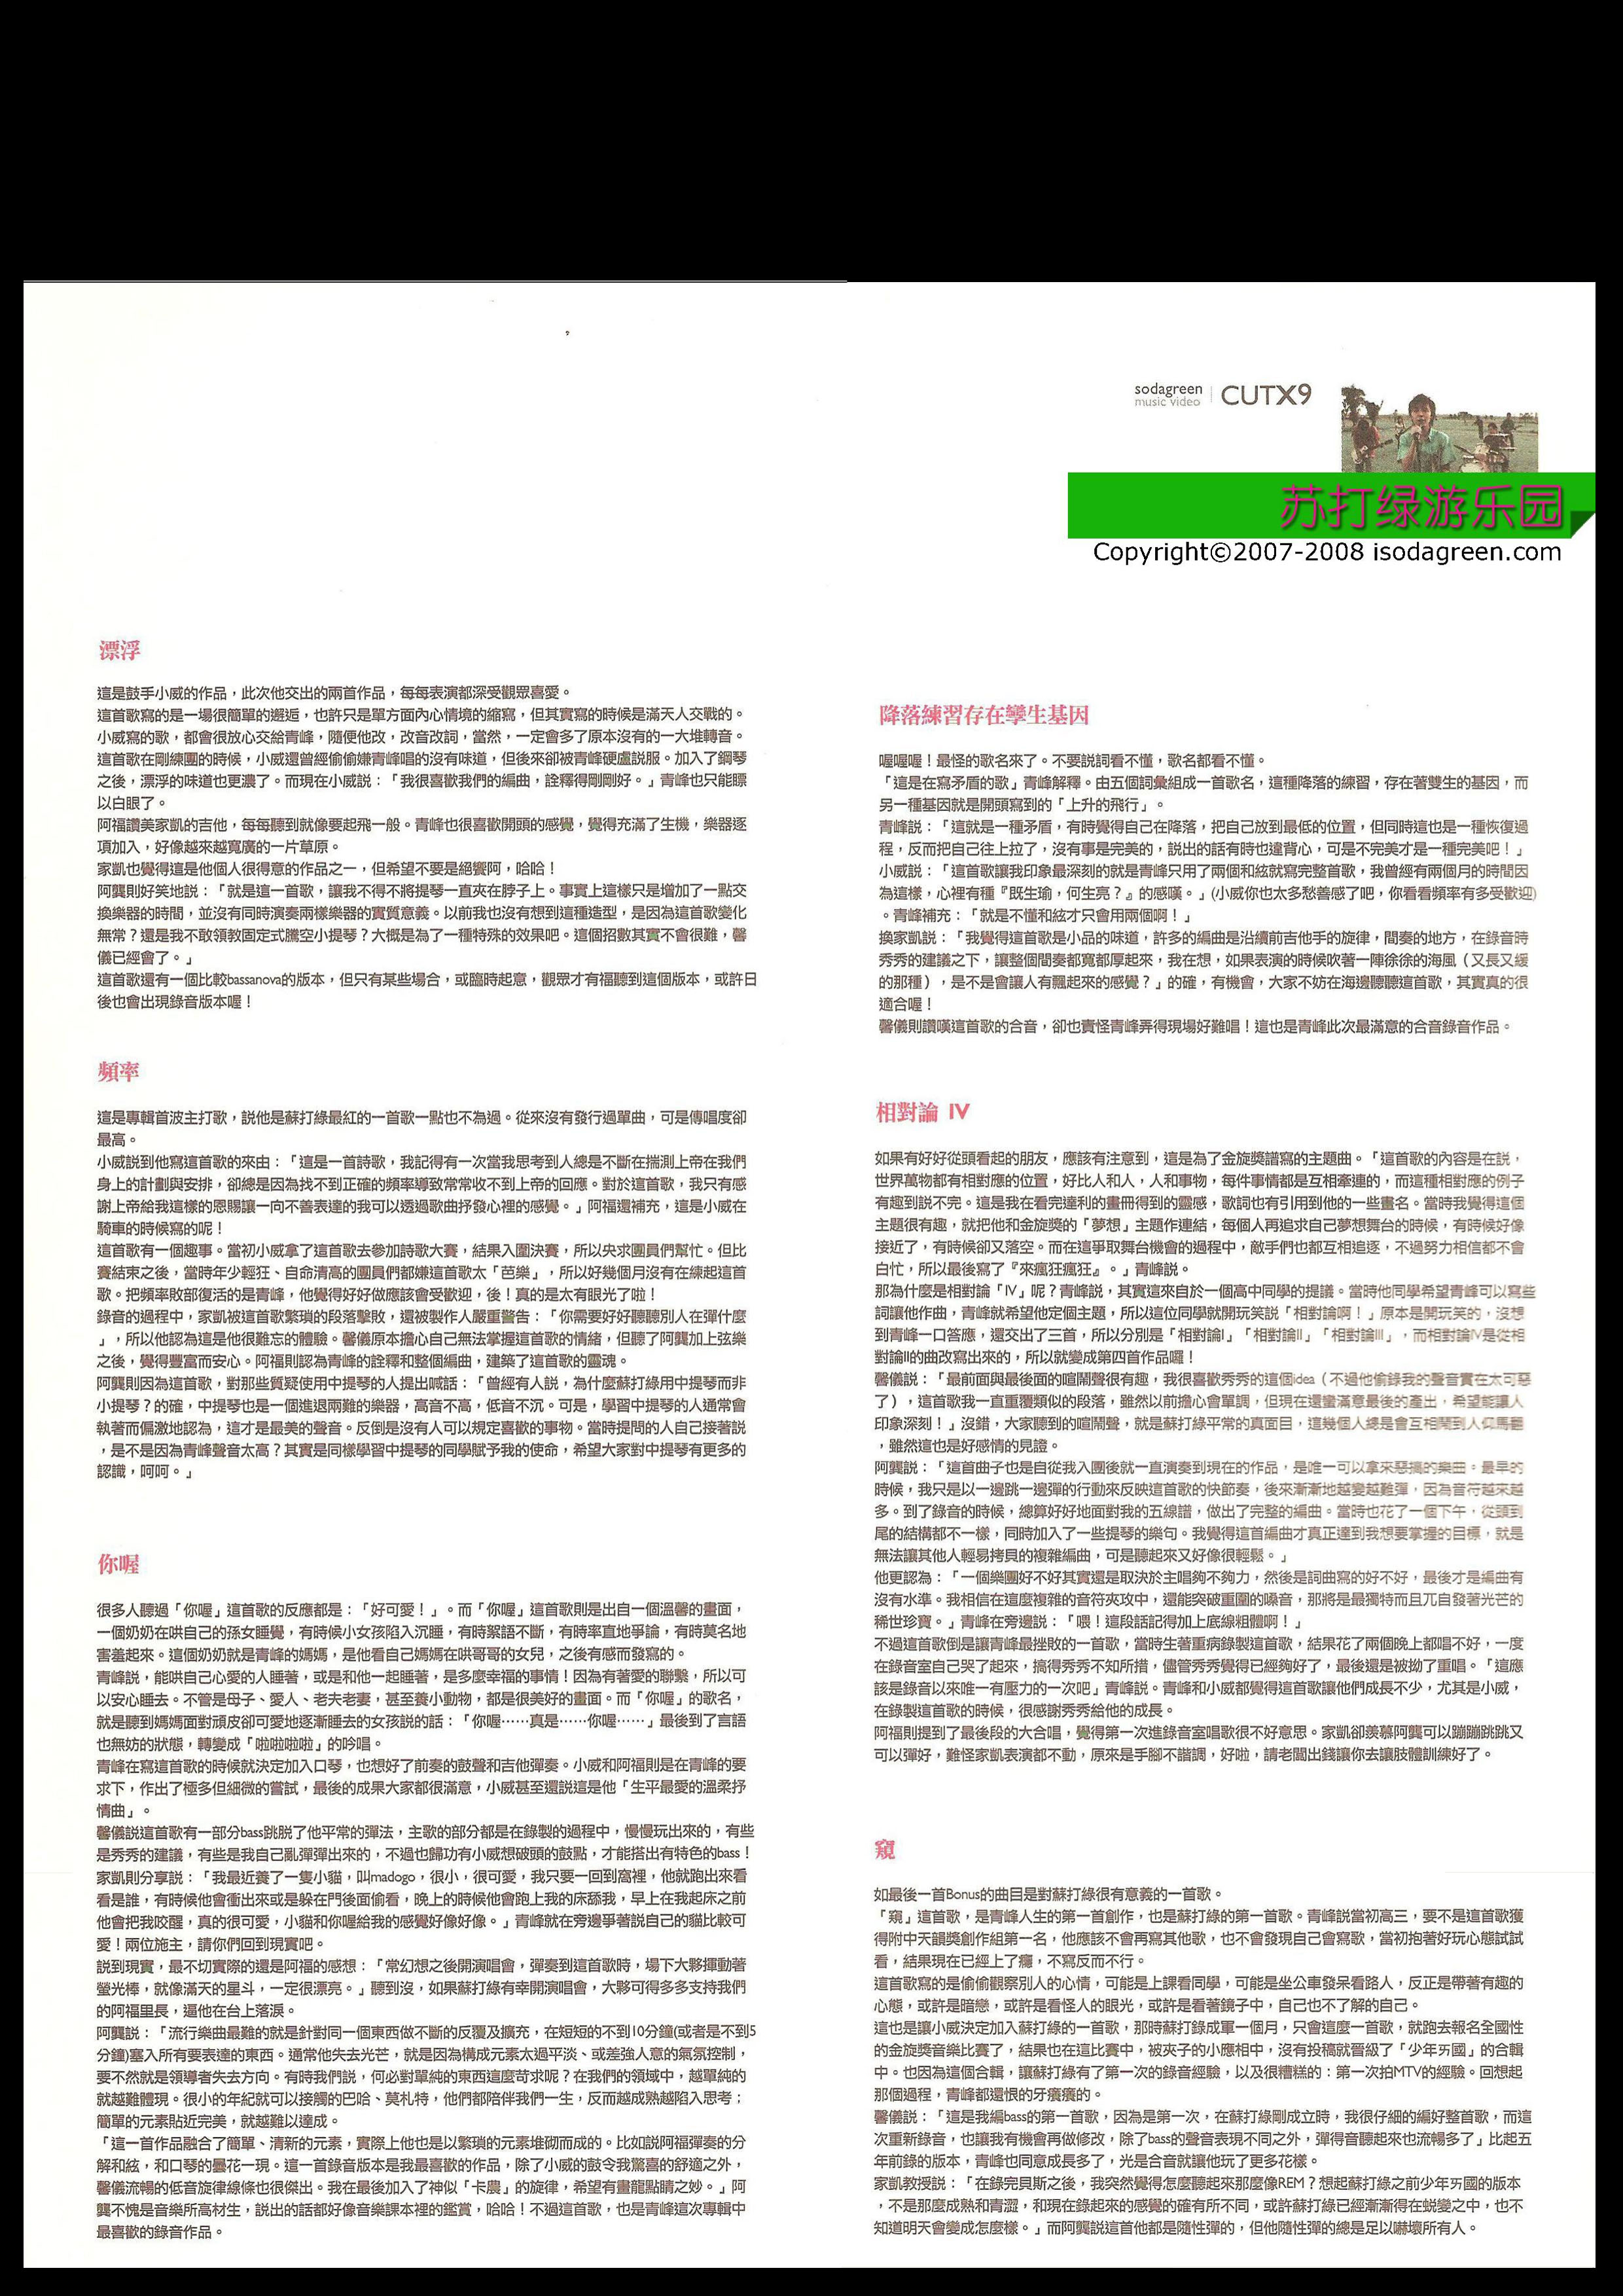 sodagreen
music video
CUTX9
苏打绿游乐园
Copyright©2007-2008 isodagreen.com
漂浮
這是鼓手小威的作品，此次他交出的兩首作品，每每表演都深受觀眾喜愛。
這首歌寫的是一場很簡單的邂逅，也許只是單方面內心情境的縮寫，但其實寫的時候是滿天人交戰的。
小威寫的歌，都會很放心交給青峰，隨便他改，改音改詞，當然，一定會多了原本沒有的一大堆轉音。
這首歌在剛練團的時候，小威還曾經偷偷嫌青峰唱的沒有味道，但後來卻被青峰硬盧説服。加入了鋼琴
之後，漂浮的味道也更濃了。而現在小威説：「我很喜歡我們的編曲，詮釋得剛剛好。」青峰也只能瞟
以白眼了。
阿福讚美家凱的吉他，每每聽到就像要起飛一般。青峰也很喜歡開頭的感覺，覺得充滿了生機，樂器逐
項加入，好像越來越寬廣的一片草原。
家凱也覺得這是他個人很得意的作品之一，但希望不要是絕響阿，哈哈！
阿龔則好笑地説：「就是這一首歌，讓我不得不將提琴一直夾在脖子上。事實上這樣只是增加了一點交
換樂器的時間，並沒有同時演奏兩樣樂器的實質意義。以前我也沒有想到這種造型，是因為這首歌變化
無常？還是我不敢領教固定式騰空小提琴？大概是為了一種特殊的效果吧。這個招數其實不會很難，馨
儀已經會了。」
這首歌還有一個比較bassanova的版本，但只有某些場合，或臨時起意，觀眾才有福聽到這個版本，或許日
後也會出現錄音版本喔！
頻率
這是專輯首波主打歌，説他是蘇打綠最紅的一首歌一點也不為過。從來沒有發行過單曲，可是傳唱度卻
最高。
小威説到他寫這首歌的來由：「這是一首詩歌，我記得有一次當我思考到人總是不斷在揣測上帝在我們
身上的計劃與安排，卻總是因為找不到正確的頻率導致常常收不到上帝的回應。對於這首歌，我只有感
謝上帝給我這樣的恩賜讓一向不善表達的我可以透過歌曲抒發心裡的感覺。」阿福還補充，這是小威在
騎車的時候寫的呢！
這首歌有一個趣事。當初小威拿了這首歌去參加詩歌大賽，結果入圍決賽，所以央求團員們幫忙。但比
賽結束之後，當時年少輕狂、自命清高的團員們都嫌這首歌太「芭樂」，所以好幾個月沒有在練起這首
歌。把頻率敗部復活的是青峰，他覺得好好做應該會受歡迎，後！真的是太有眼光了啦！
錄音的過程中，家凱被這首歌繁瑣的段落擊敗，還被製作人嚴重警告：「你需要好好聽聽別人在彈什麼
」，所以他認為這是他很難忘的體驗。馨儀原本擔心自己無法掌握這首歌的情緒，但聽了阿龔加上弦樂
之後，覺得豐富而安心。阿福則認為青峰的詮釋和整個編曲，建築了這首歌的靈魂。
阿龔則因為這首歌，對那些質疑使用中提琴的人提出喊話：「曾經有人説，為什麼蘇打綠用中提琴而非
小提琴？的確，中提琴也是一個進退兩難的樂器，高音不高，低音不沉。可是，學習中提琴的人通常會
執著而偏激地認為，這才是最美的聲音。反倒是沒有人可以規定喜歡的事物。當時提問的人自己接著説
，是不是因為青峰聲音太高？其實是同樣學習中提琴的同學賦予我的使命，希望大家對中提琴有更多的
認識，呵呵。」
你喔
很多人聽過「你喔」這首歌的反應都是：「好可愛！」。而「你喔」這首歌則是出自一個溫馨的畫面，
一個奶奶在哄自己的孫女睡覺，有時候小女孩陷入沉睡，有時絮語不斷，有時率直地爭論，有時莫名地
害羞起來。這個奶奶就是青峰的媽媽，是他看自己媽媽在哄哥哥的女兒，之後有感而發寫的。
青峰説，能哄自己心愛的人睡著，或是和他一起睡著，是多麼幸福的事情！因為有著愛的聯繫，所以可
以安心睡去。不管是母子、愛人、老夫老妻，甚至養小動物，都是很美好的畫面。而「你喔」的歌名，
就是聽到媽媽面對頑皮卻可愛地逐漸睡去的女孩説的話：「你喔……真是……你喔……」最後到了言語
也無妨的狀態，轉變成「啦啦啦啦」的吟唱。
青峰在寫這首歌的時候就決定加入口琴，也想好了前奏的鼓聲和吉他彈奏。小威和阿福則是在青峰的要
求下，作出了極多但細微的嘗試，最後的成果大家都很滿意，小威甚至還説這是他「生平最愛的溫柔抒
情曲」。
馨儀説這首歌有一部分bass跳脱了他平常的彈法，主歌的部分都是在錄製的過程中，慢慢玩出來的，有些
是秀秀的建議，有些是我自己亂彈彈出來的，不過也歸功有小威想破頭的鼓點，才能搭出有特色的bass！
家凱則分享説：「我最近養了一隻小貓，叫madogo，很小，很可愛，我只要一回到窩裡，他就跑出來看
看是誰，有時候他會衝出來或是躲在門後面偷看，晚上的時候他會跑上我的床舔我，早上在我起床之前
他會把我咬醒，真的很可愛，小貓和你喔給我的感覺好像好像。」青峰就在旁邊爭著説自己的貓比較可
愛！兩位施主，請你們回到現實吧。
説到現實，最不切實際的還是阿福的感想：「常幻想之後開演唱會，彈奏到這首歌時，場下大夥揮動著
螢光棒，就像滿天的星斗，一定很漂亮。」聽到沒，如果蘇打綠有幸開演唱會，大夥可得多多支持我們
的阿福里長，逼他在台上落淚。
阿龔説：「流行樂曲最難的就是針對同一個東西做不斷的反覆及擴充，在短短的不到10分鐘(或者是不到5
分鐘)塞入所有要表達的東西。通常他失去光芒，就是因為構成元素太過平淡、或差強人意的氣氛控制，
要不然就是領導者失去方向。有時我們説，何必對單純的東西這麼苛求呢？在我們的領域中，越單純的
就越難體現。很小的年紀就可以接觸的巴哈、莫札特，他們都陪伴我們一生，反而越成熟越陷入思考；
簡單的元素貼近完美，就越難以達成。
「這一首作品融合了簡單、清新的元素，實際上他也是以繁瑣的元素堆砌而成的。比如説阿福彈奏的分
解和絃，和口琴的曇花一現。這一首錄音版本是我最喜歡的作品，除了小威的鼓令我驚喜的舒適之外，
馨儀流暢的低音旋律線條也很傑出。我在最後加入了神似「卡農」的旋律，希望有畫龍點睛之妙。」阿
龔不愧是音樂所高材生，説出的話都好像音樂課本裡的鑑賞，哈哈！不過這首歌，也是青峰這次專輯中
最喜歡的錄音作品。
降落練習存在孿生基因
喔喔喔！最怪的歌名來了。不要説詞看不懂，歌名都看不懂。
「這是在寫矛盾的歌」青峰解釋。由五個詞彙組成一首歌名，這種降落的練習，存在著雙生的基因，而
另一種基因就是開頭寫到的「上升的飛行」。
青峰説：「這就是一種矛盾，有時覺得自己在降落，把自己放到最低的位置，但同時這也是一種恢復過
程，反而把自己往上拉了，沒有事是完美的，説出的話有時也違背心，可是不完美才是一種完美吧！」
小威説：「這首歌讓我印象最深刻的就是青峰只用了兩個和絃就寫完整首歌，我曾經有兩個月的時間因
為這樣，心裡有種『既生瑜，何生亮？』的感嘆。」(小威你也太多愁善感了吧，你看看頻率有多受歡迎)
。青峰補充：「就是不懂和絃才只會用兩個啊！」
換家凱説：「我覺得這首歌是小品的味道，許多的編曲是沿續前吉他手的旋律，間奏的地方，在錄音時
秀秀的建議之下，讓整個間奏都寬都厚起來，我在想，如果表演的時候吹著一陣徐徐的海風（又長又緩
的那種），是不是會讓人有飄起來的感覺？」的確，有機會，大家不妨在海邊聽聽這首歌，其實真的很
適合喔！
馨儀則讚嘆這首歌的合音，卻也責怪青峰弄得現場好難唱！這也是青峰此次最滿意的合音錄音作品。
相對論 IV
如果有好好從頭看起的朋友，應該有注意到，這是為了金旋獎譜寫的主題曲。「這首歌的內容是在説，
世界萬物都有相對應的位置，好比人和人，人和事物，每件事情都是互相牽連的，而這種相對應的例子
有趣到説不完。這是我在看完達利的畫冊得到的靈感，歌詞也有引用到他的一些畫名。當時我覺得這個
主題很有趣，就把他和金旋獎的「夢想」主題作連結，每個人再追求自己夢想舞台的時候，有時候好像
接近了，有時候卻又落空。而在這爭取舞台機會的過程中，敵手們也都互相追逐，不過努力相信都不會
白忙，所以最後寫了『來瘋狂瘋狂』。」青峰説。
那為什麼是相對論「IV」呢？青峰説，其實這來自於一個高中同學的提議。當時他同學希望青峰可以寫些
詞讓他作曲，青峰就希望他定個主題，所以這位同學就開玩笑説「相對論啊！」原本是開玩笑的，沒想
到青峰一口答應，還交出了三首，所以分別是「相對論I」「相對論II」「相對論III」，而相對論IV是從相
對論II的曲改寫出來的，所以就變成第四首作品囉！
馨儀説：「最前面與最後面的喧鬧聲很有趣，我很喜歡秀秀的這個idea（不過他偷錄我的聲音實在太可惡
了），這首歌我一直重覆類似的段落，雖然以前擔心會單調，但現在還蠻滿意最後的產出，希望能讓人
印象深刻！」沒錯，大家聽到的喧鬧聲，就是蘇打綠平常的真面目，這幾個人總是會互相鬧到人仰馬翻
，雖然這也是好感情的見證。
阿龔説：「這首曲子也是自從我入團後就一直演奏到現在的作品，是唯一可以拿來惡搞的樂曲。最早的
時候，我只是以一邊跳一邊彈的行動來反映這首歌的快節奏，後來漸漸地越變越難彈，因為音符越來越
多。到了錄音的時候，總算好好地面對我的五線譜，做出了完整的編曲。當時也花了一個下午，從頭到
尾的結構都不一樣，同時加入了一些提琴的樂句。我覺得這首編曲才真正達到我想要掌握的目標，就是
無法讓其他人輕易拷貝的複雜編曲，可是聽起來又好像很輕鬆。」
他更認為：「一個樂團好不好其實還是取決於主唱夠不夠力，然後是詞曲寫的好不好，最後才是編曲有
沒有水準。我相信在這麼複雜的音符夾攻中，還能突破重圍的嗓音，那將是最獨特而且兀自發著光芒的
稀世珍寶。」青峰在旁邊説：「喂！這段話記得加上底線粗體啊！」
不過這首歌倒是讓青峰最挫敗的一首歌，當時生著重病錄製這首歌，結果花了兩個晚上都唱不好，一度
在錄音室自己哭了起來，搞得秀秀不知所措，儘管秀秀覺得已經夠好了，最後還是被拗了重唱。「這應
該是錄音以來唯一有壓力的一次吧」青峰説。青峰和小威都覺得這首歌讓他們成長不少，尤其是小威，
在錄製這首歌的時候，很感謝秀秀給他的成長。
阿福則提到了最後段的大合唱，覺得第一次進錄音室唱歌很不好意思。家凱卻羨慕阿龔可以蹦蹦跳跳又
可以彈好，難怪家凱表演都不動，原來是手腳不諧調，好啦，請老闆出錢讓你去讓肢體訓練好了。
窺
如最後一首Bonus的曲目是對蘇打綠很有意義的一首歌。
「窺」這首歌，是青峰人生的第一首創作，也是蘇打綠的第一首歌。青峰説當初高三，要不是這首歌獲
得附中天韻獎創作組第一名，他應該不會再寫其他歌，也不會發現自己會寫歌，當初抱著好玩心態試試
看，結果現在已經上了癮，不寫反而不行。
這首歌寫的是偷偷觀察別人的心情，可能是上課看同學，可能是坐公車發呆看路人，反正是帶著有趣的
心態，或許是暗戀，或許是看怪人的眼光，或許是看著鏡子中，自己也不了解的自己。
這也是讓小威決定加入蘇打綠的一首歌，那時蘇打綠成軍一個月，只會這麼一首歌，就跑去報名全國性
的金旋獎音樂比賽了，結果也在這比賽中，被夾子的小應相中，沒有投稿就晉級了「少年ㄞ國」的合輯
中。也因為這個合輯，讓蘇打綠有了第一次的錄音經驗，以及很糟糕的：第一次拍MTV的經驗。回想起
那個過程，青峰都還恨的牙癢癢的。
馨儀説：「這是我編bass的第一首歌，因為是第一次，在蘇打綠剛成立時，我很仔細的編好整首歌，而這
次重新錄音，也讓我有機會再做修改，除了bass的聲音表現不同之外，彈得音聽起來也流暢多了」比起五
年前錄的版本，青峰也同意成長多了，光是合音就讓他玩了更多花樣。
家凱教授説：「在錄完貝斯之後，我突然覺得怎麼聽起來那麼像REM？想起蘇打綠之前少年ㄞ國的版本
，不是那麼成熟和青澀，和現在錄起來的感覺的確有所不同，或許蘇打綠已經漸漸得在蜕變之中，也不
知道明天會變成怎麼樣。」而阿龔説這首他都是隨性彈的，但他隨性彈的總是足以嚇壞所有人。